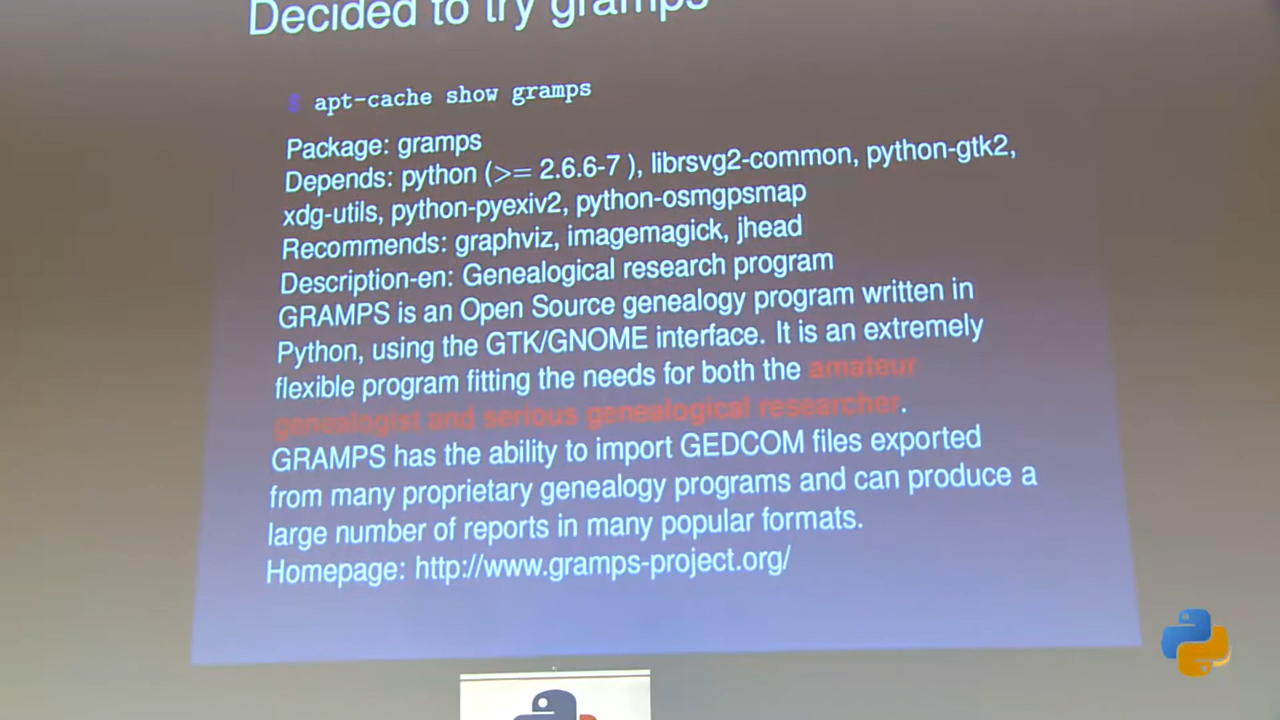 Decided to try gramps
$ apt-cache show gramps
Package: gramps
Depends: python (>= 2.6.6-7 ), librsvg2-common, python-gtk2,
xdg-utils, python-pyexiv2, python-osmgpsmap
Recommends: graphviz, imagemagick, jhead
Description-en: Genealogical research program
GRAMPS is an Open Source genealogy program written in
Python, using the GTK/GNOME interface. It is an extremely
flexible program fitting the needs for both the amateur
genealogist and serious genealogical researcher.
GRAMPS has the ability to import GEDCOM files exported
from many proprietary genealogy programs and can produce a
large number of reports in many popular formats.
Homepage: http://www.gramps-project.org/